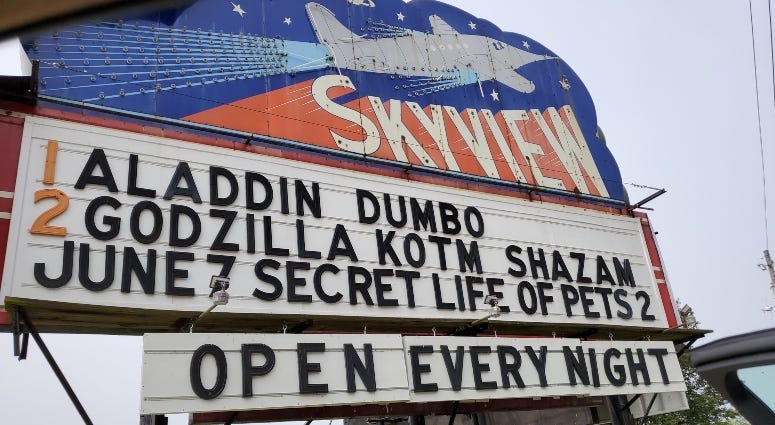 SKYVIEW
1 ALADDIN DUMBO
2 GODZILLA KOTM SHAZAM
JUNE 7 SECRET LIFE OF PETS 2
OPEN EVERY NIGHT